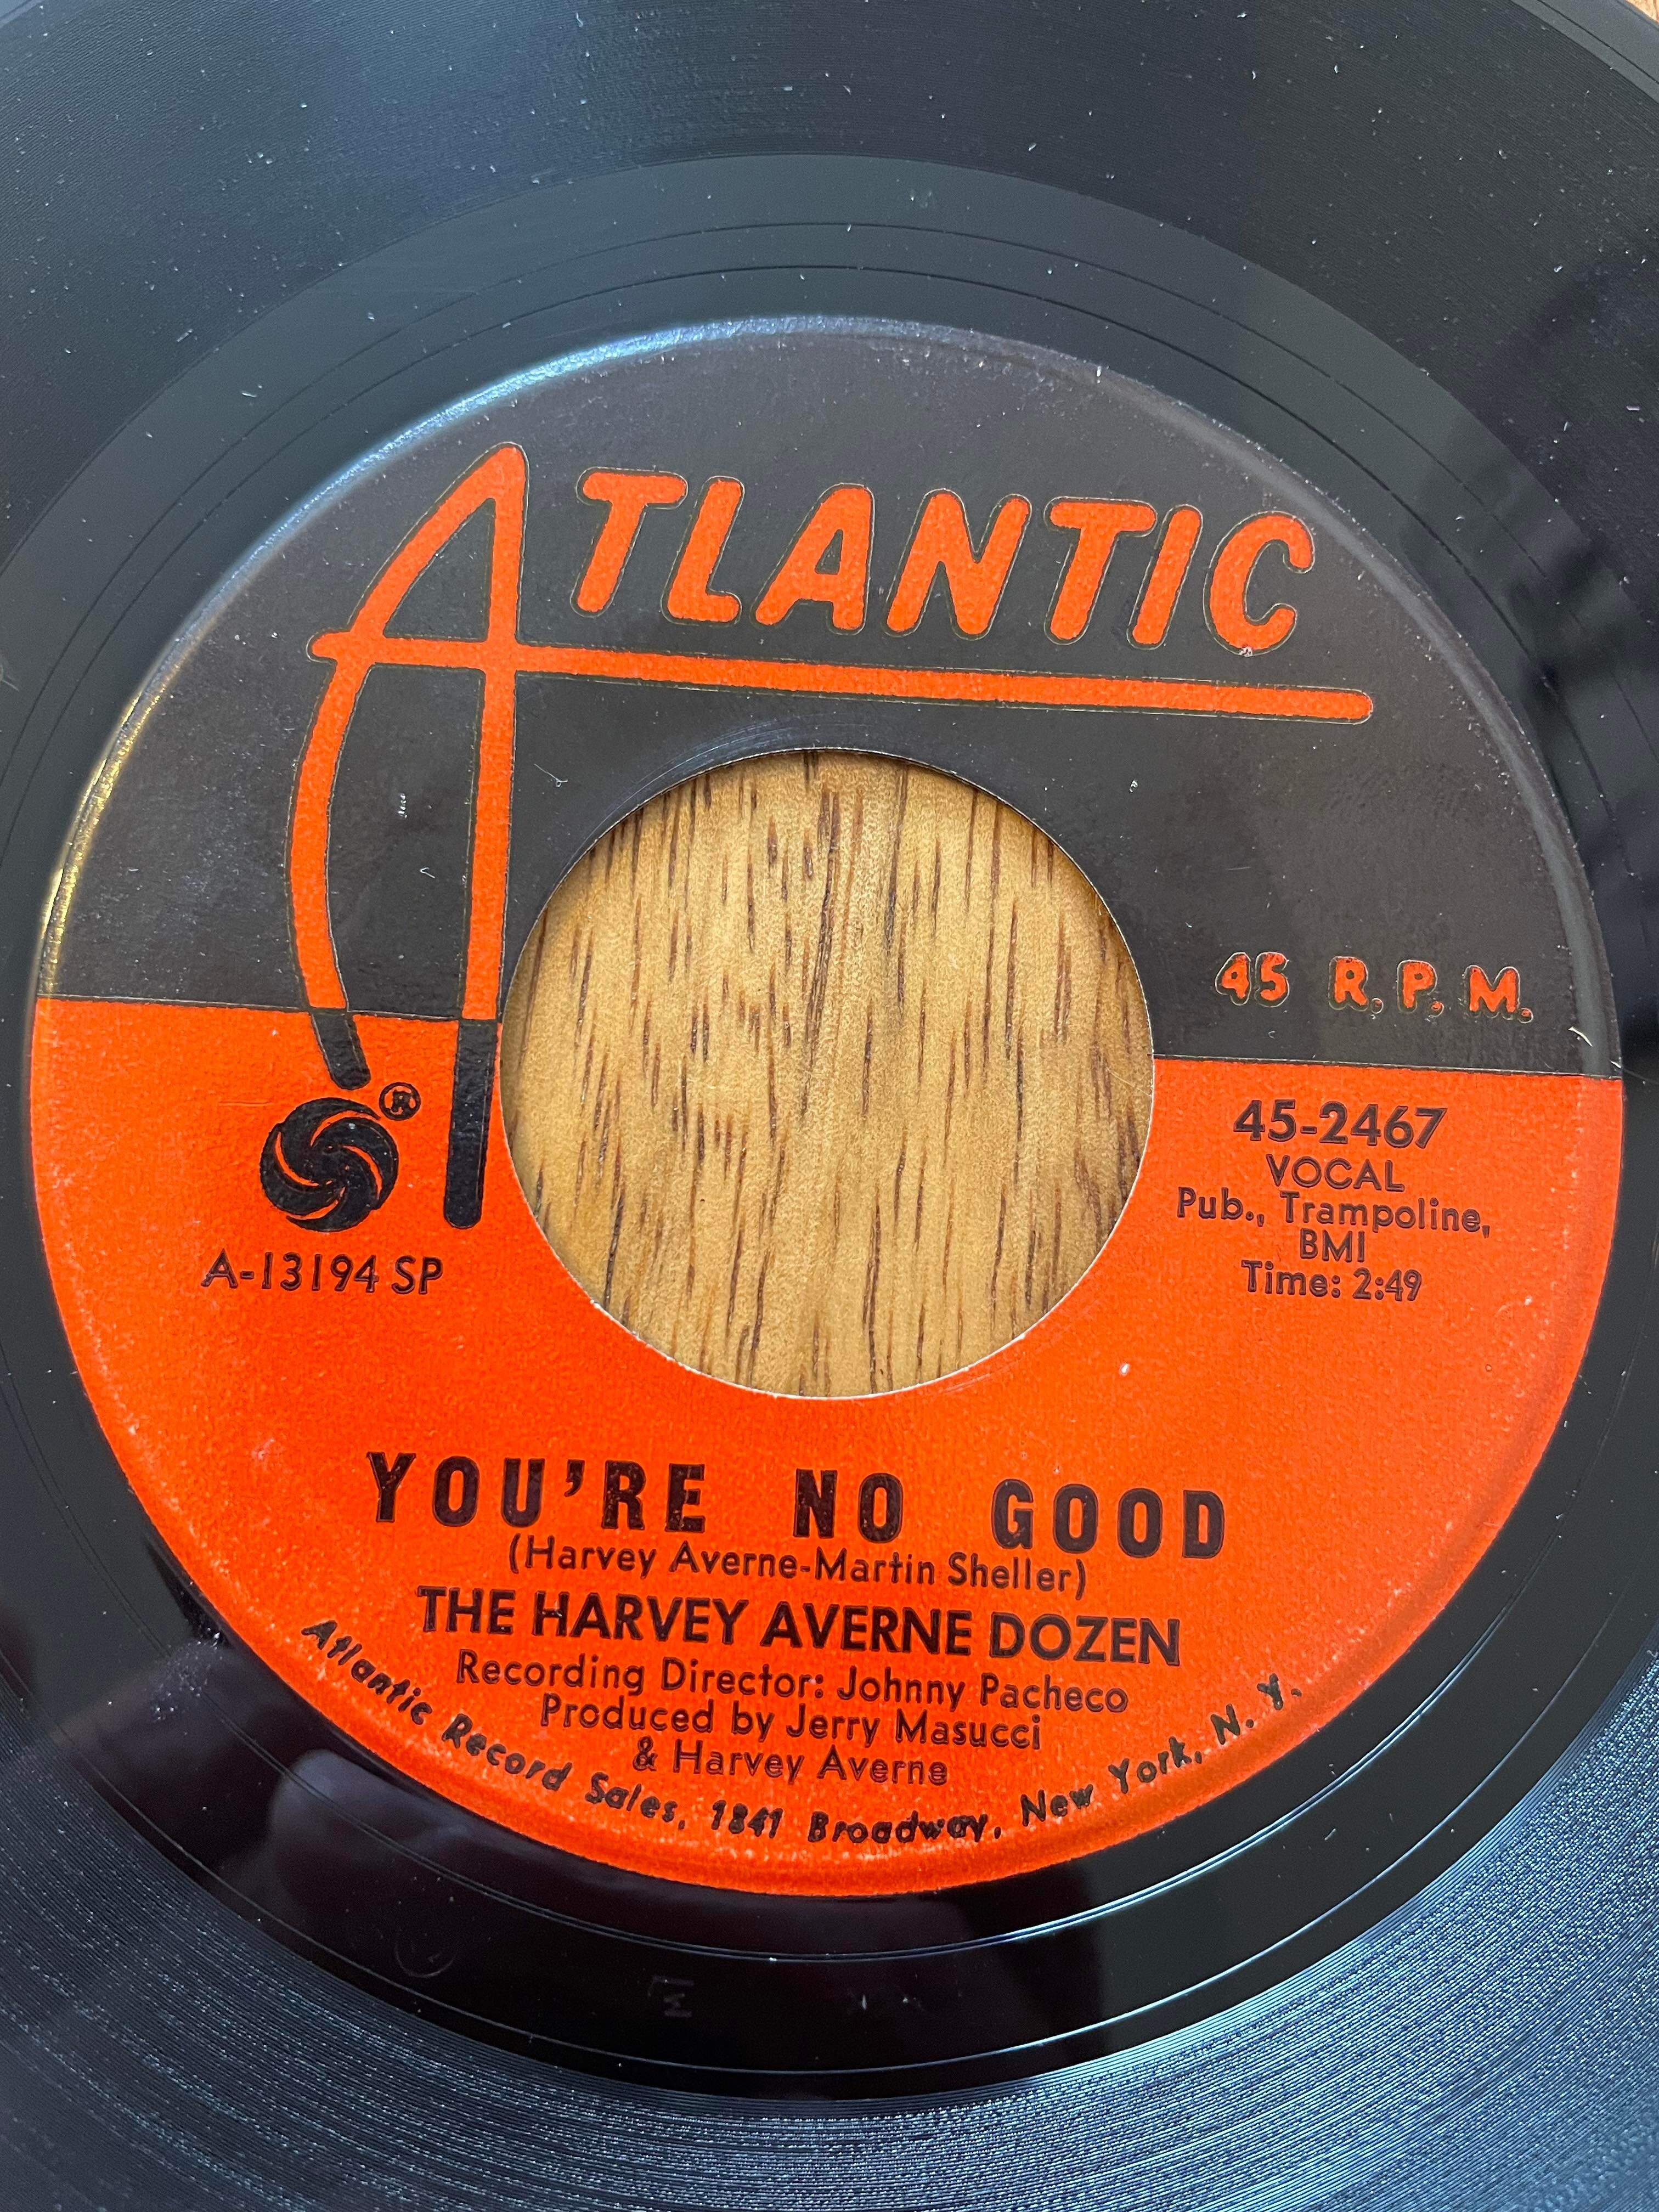 ATLANTIC
45 R.P.M.
®
A-13194 SP
45-2467
VOCAL
Pub., Trampoline,
BMI
Time: 2:49
YOU'RE NO GOOD
(Harvey Averne-Martin Sheller)
THE HARVEY AVERNE DOZEN
Recording Director: Johnny Pacheco
Produced by Jerry Masucci
& Harvey Averne
Atlantic Record Sales, 1841 Broadway, New York, N. Y.